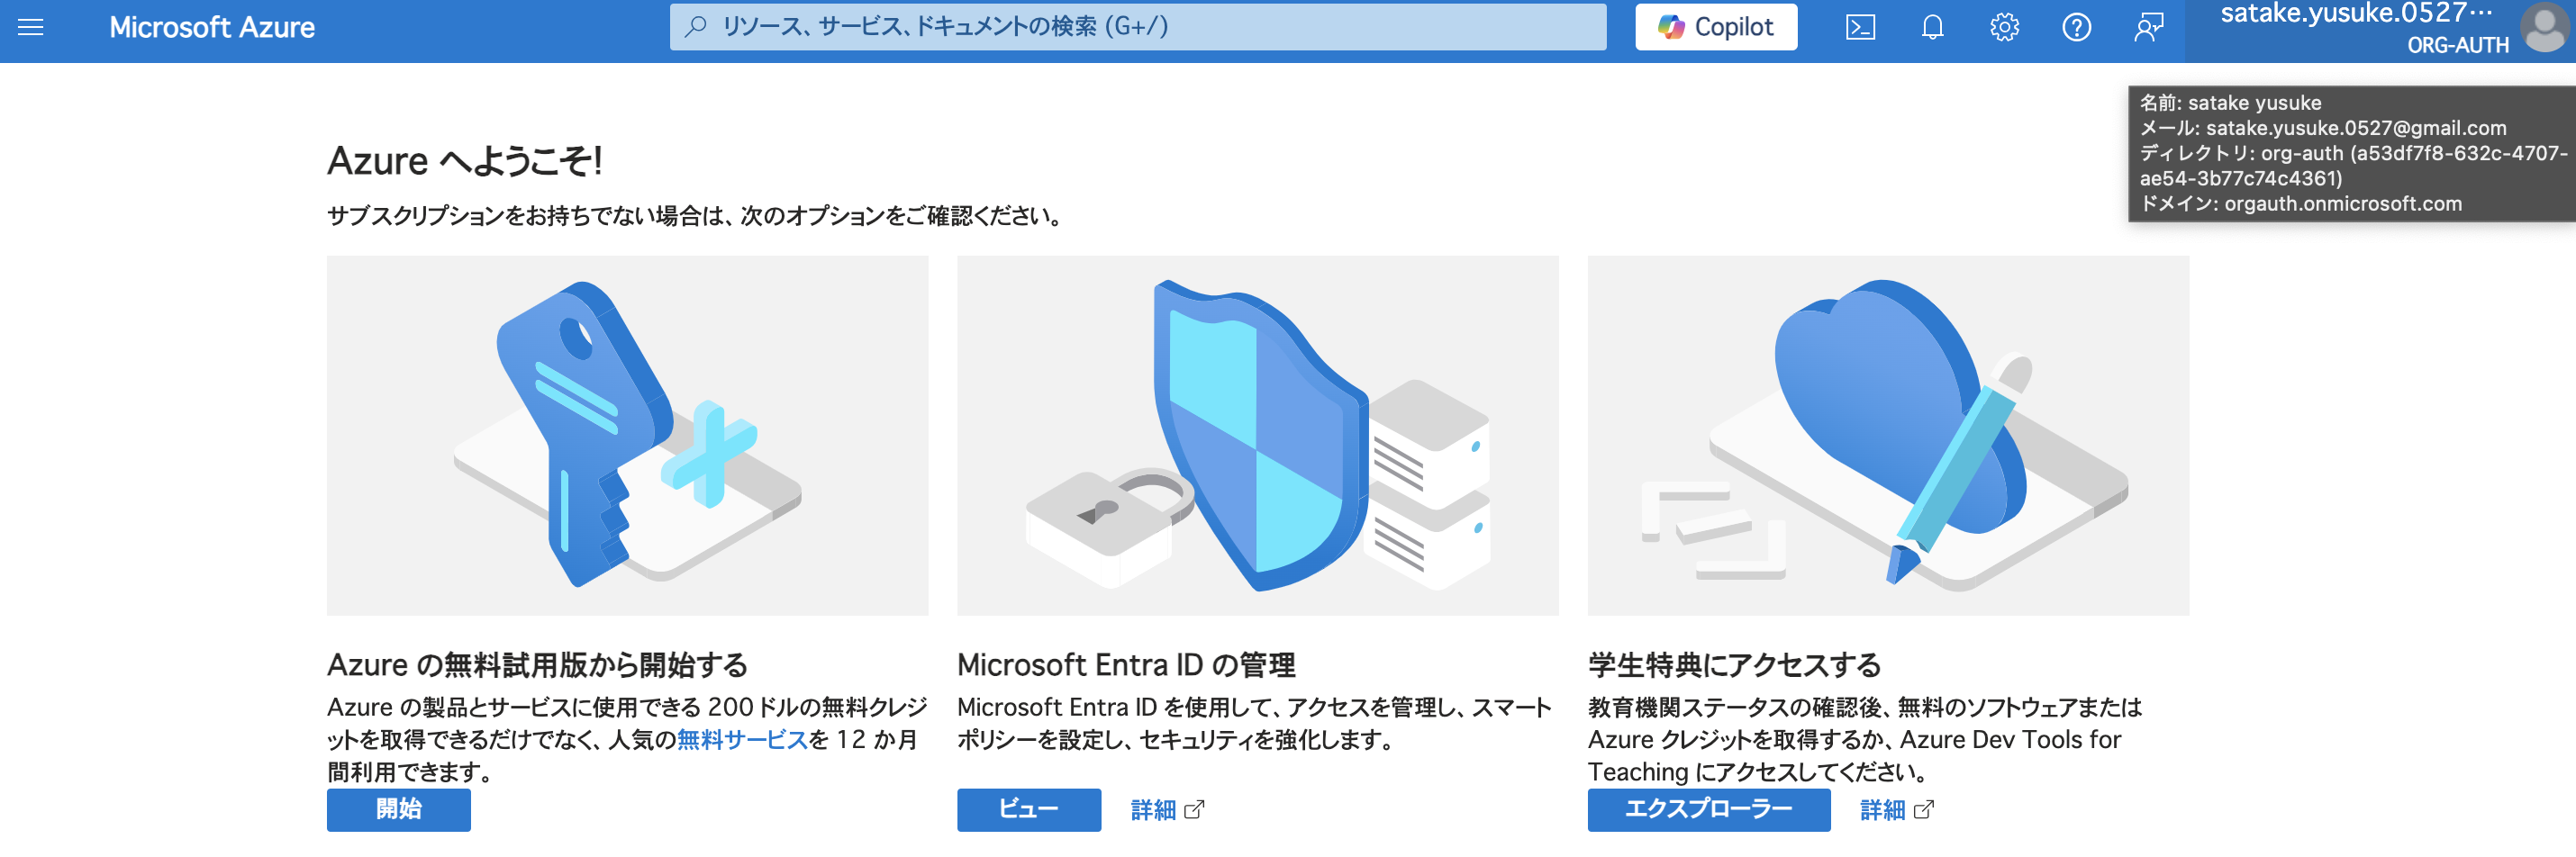 Microsoft Azure
リソース、サービス、ドキュメントの検索 (G+/)
Copilot
satake.yusuke.0527…
ORG-AUTH
名前: satake yusuke
メール: satake.yusuke.0527@gmail.com
ディレクトリ: org-auth (a53df7f8-632c-4707-
ae54-3b77c74c4361)
ドメイン: orgauth.onmicrosoft.com
Azure へようこそ!
サブスクリプションをお持ちでない場合は、次のオプションをご確認ください。
Azure の無料試用版から開始する
Azure の製品とサービスに使用できる 200 ドルの無料クレジ
ットを取得できるだけでなく、人気の無料サービスを 12 か月
間利用できます。
開始
Microsoft Entra ID の管理
Microsoft Entra ID を使用して、アクセスを管理し、スマート
ポリシーを設定し、セキュリティを強化します。
ビュー
詳細
学生特典にアクセスする
教育機関ステータスの確認後、無料のソフトウェアまたは
Azure クレジットを取得するか、Azure Dev Tools for
Teaching にアクセスしてください。
エクスプローラー
詳細